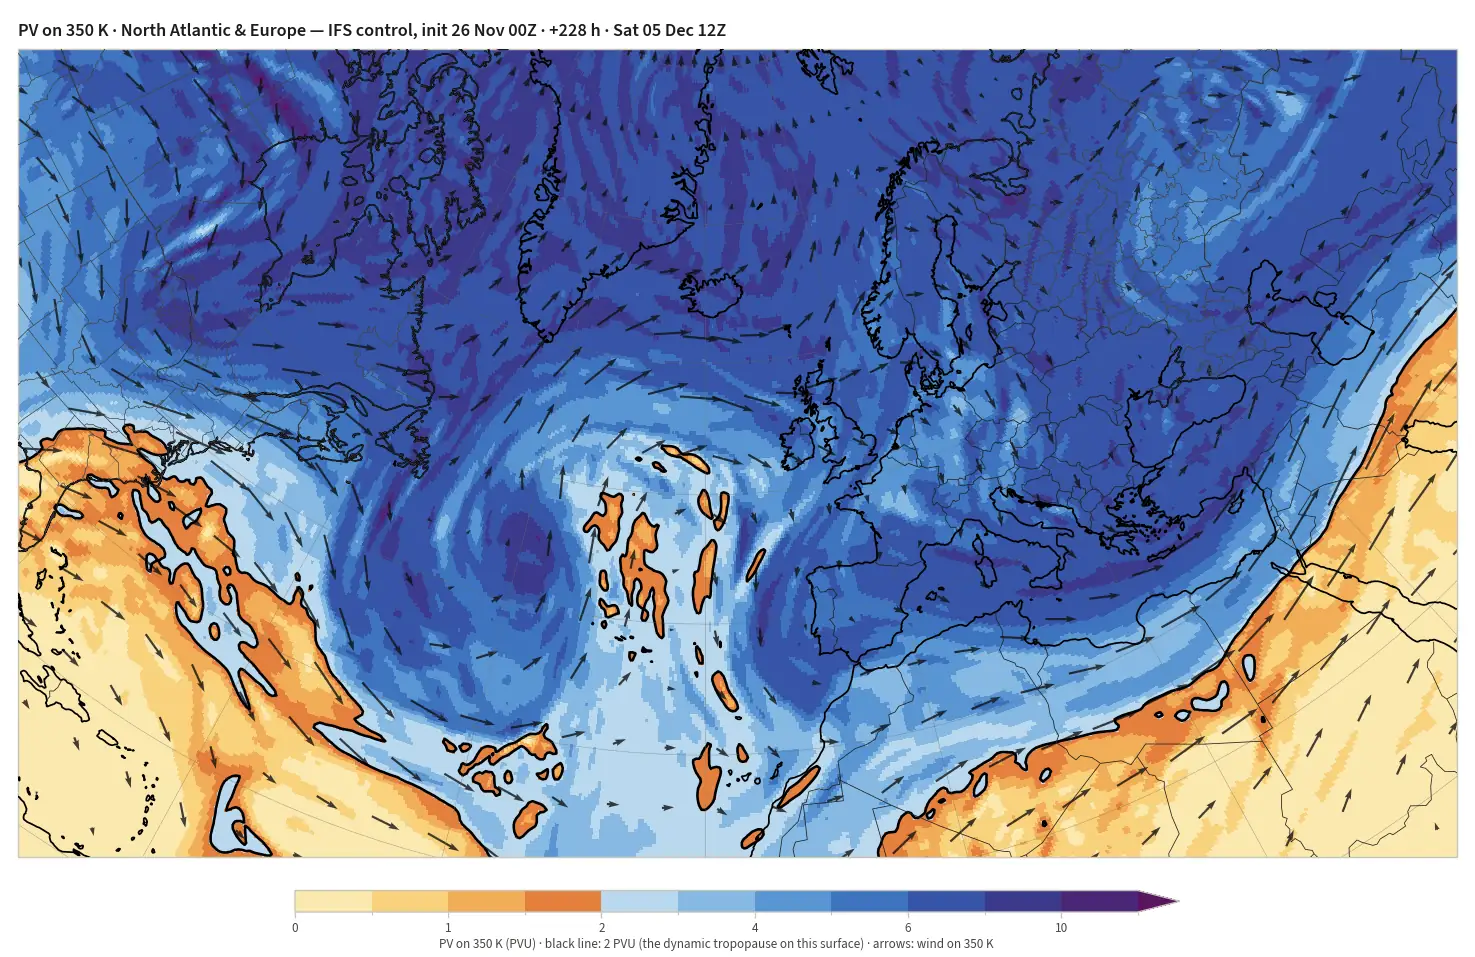 PV on 350 K · North Atlantic & Europe — IFS control, init 26 Nov 00Z · +228 h · Sat 05 Dec 12Z
0 1 2 4 6 10
PV on 350 K (PVU) · black line: 2 PVU (the dynamic tropopause on this surface) · arrows: wind on 350 K